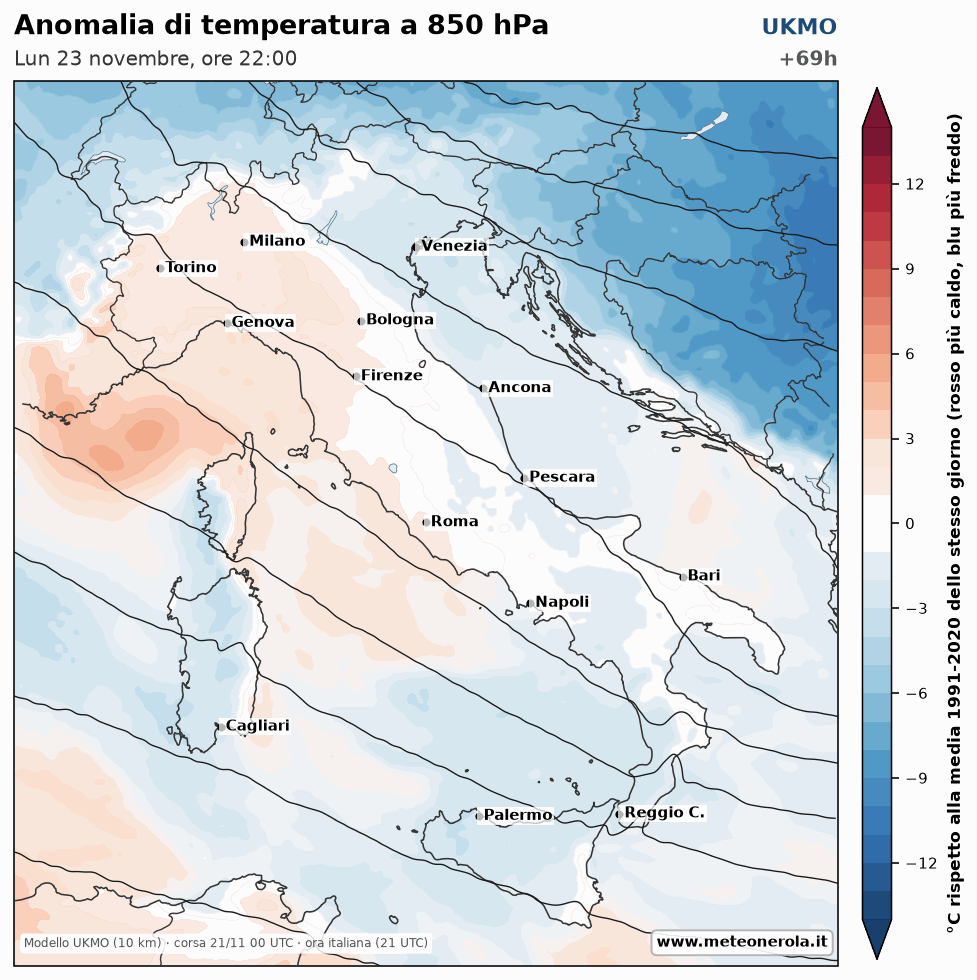 Anomalia di temperatura a 850 hPa
UKMO
Lun 23 novembre, ore 22:00
+69h
Milano
Venezia
Torino
Genova
Bologna
Firenze
Ancona
Pescara
Roma
Bari
Napoli
Cagliari
Palermo
Reggio C.
12
9
6
3
0
−3
−6
−9
−12
°C rispetto alla media 1991-2020 dello stesso giorno (rosso più caldo, blu più freddo)
Modello UKMO (10 km) · corsa 21/11 00 UTC · ora italiana (21 UTC)
www.meteonerola.it